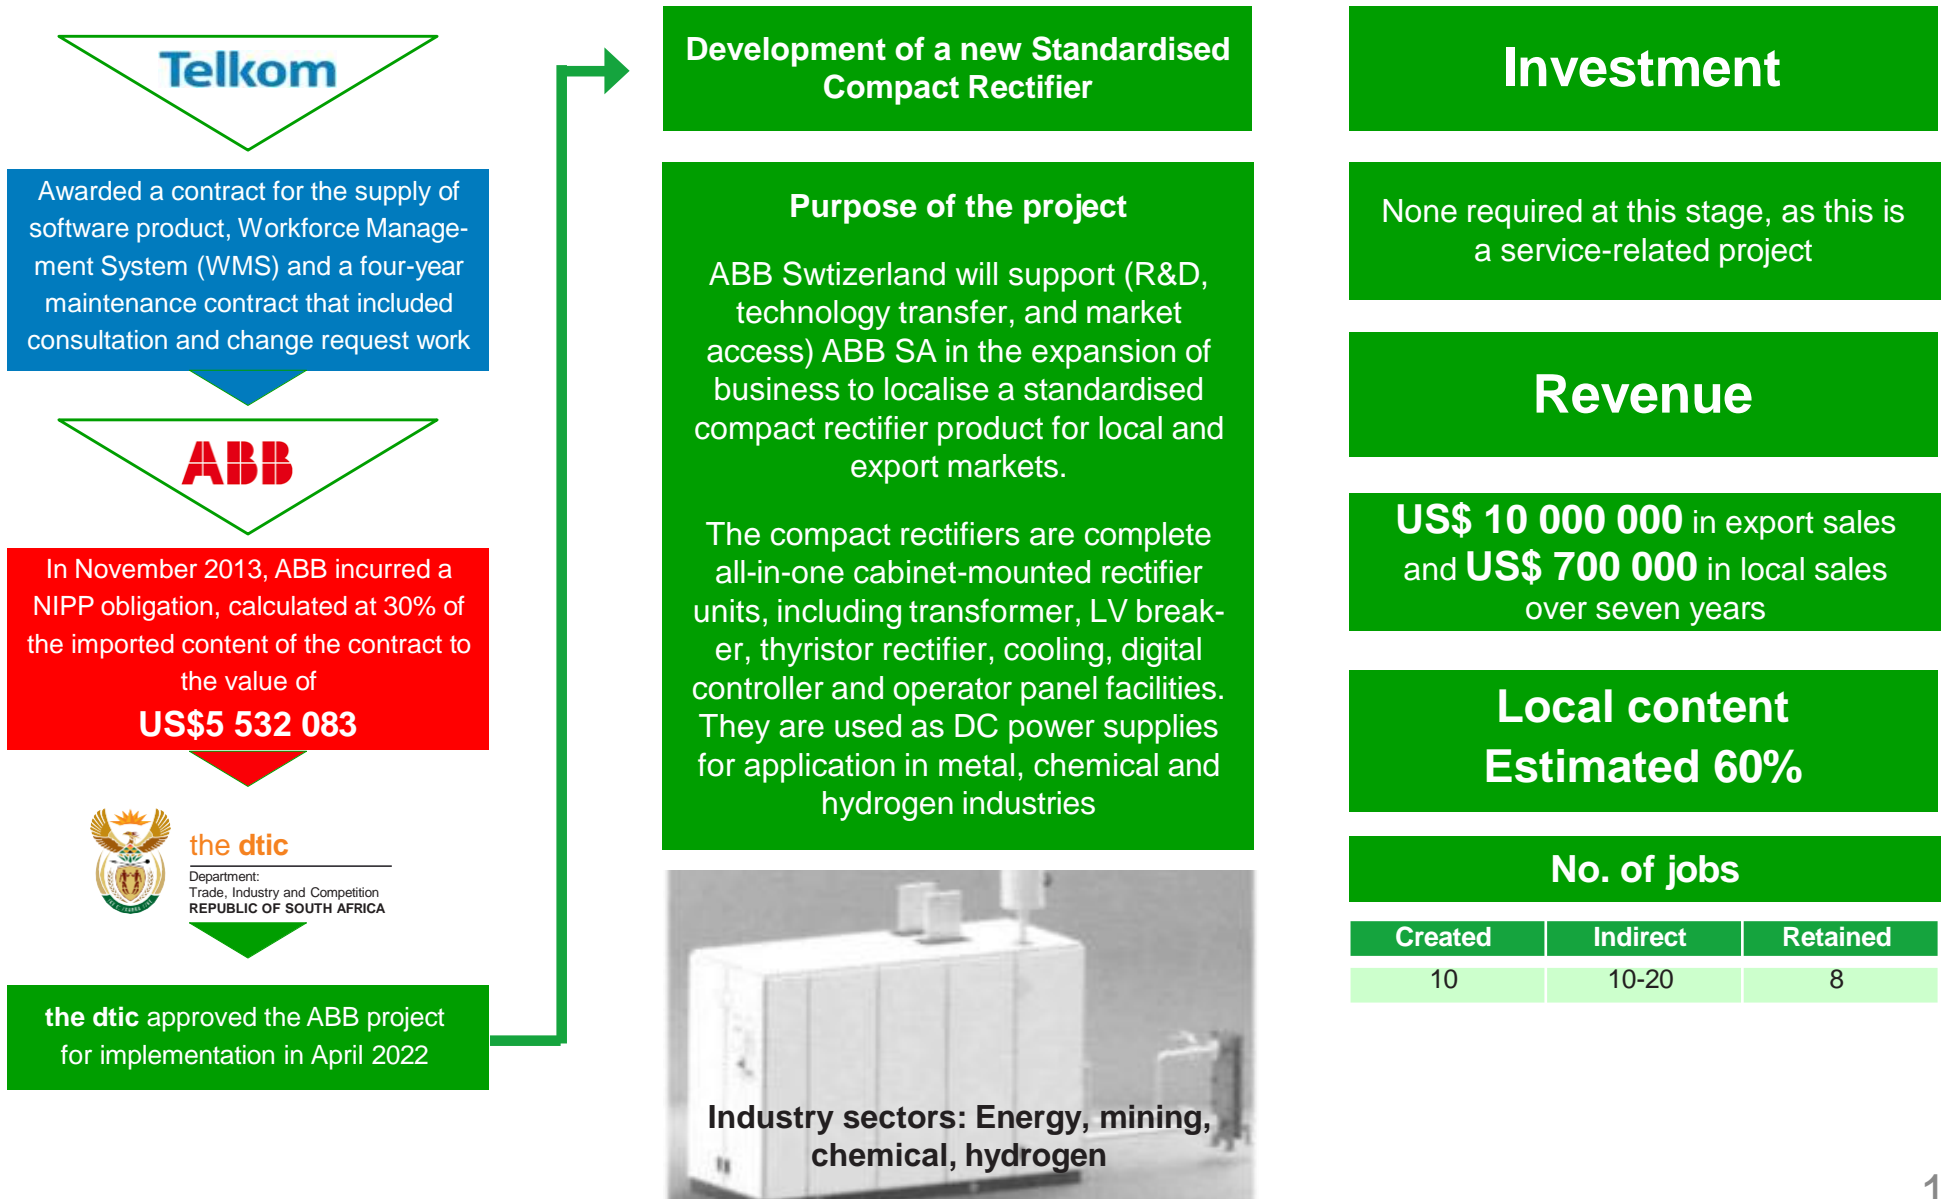 Telkom
Awarded a contract for the supply of
software product, Workforce Manage-
ment System (WMS) and a four-year
maintenance contract that included
consultation and change request work
ABB
In November 2013, ABB incurred a
NIPP obligation, calculated at 30% of
the imported content of the contract to
the value of
US$5 532 083
the dtic
Department:
Trade, Industry and Competition
REPUBLIC OF SOUTH AFRICA
the dtic approved the ABB project
for implementation in April 2022
Development of a new Standardised
Compact Rectifier
Purpose of the project
ABB Swtizerland will support (R&D,
technology transfer, and market
access) ABB SA in the expansion of
business to localise a standardised
compact rectifier product for local and
export markets.
The compact rectifiers are complete
all-in-one cabinet-mounted rectifier
units, including transformer, LV break-
er, thyristor rectifier, cooling, digital
controller and operator panel facilities.
They are used as DC power supplies
for application in metal, chemical and
hydrogen industries
Industry sectors: Energy, mining,
chemical, hydrogen
Investment
None required at this stage, as this is
a service-related project
Revenue
US$ 10 000 000 in export sales
and US$ 700 000 in local sales
over seven years
Local content
Estimated 60%
No. of jobs
Created Indirect Retained
10 10-20 8
1